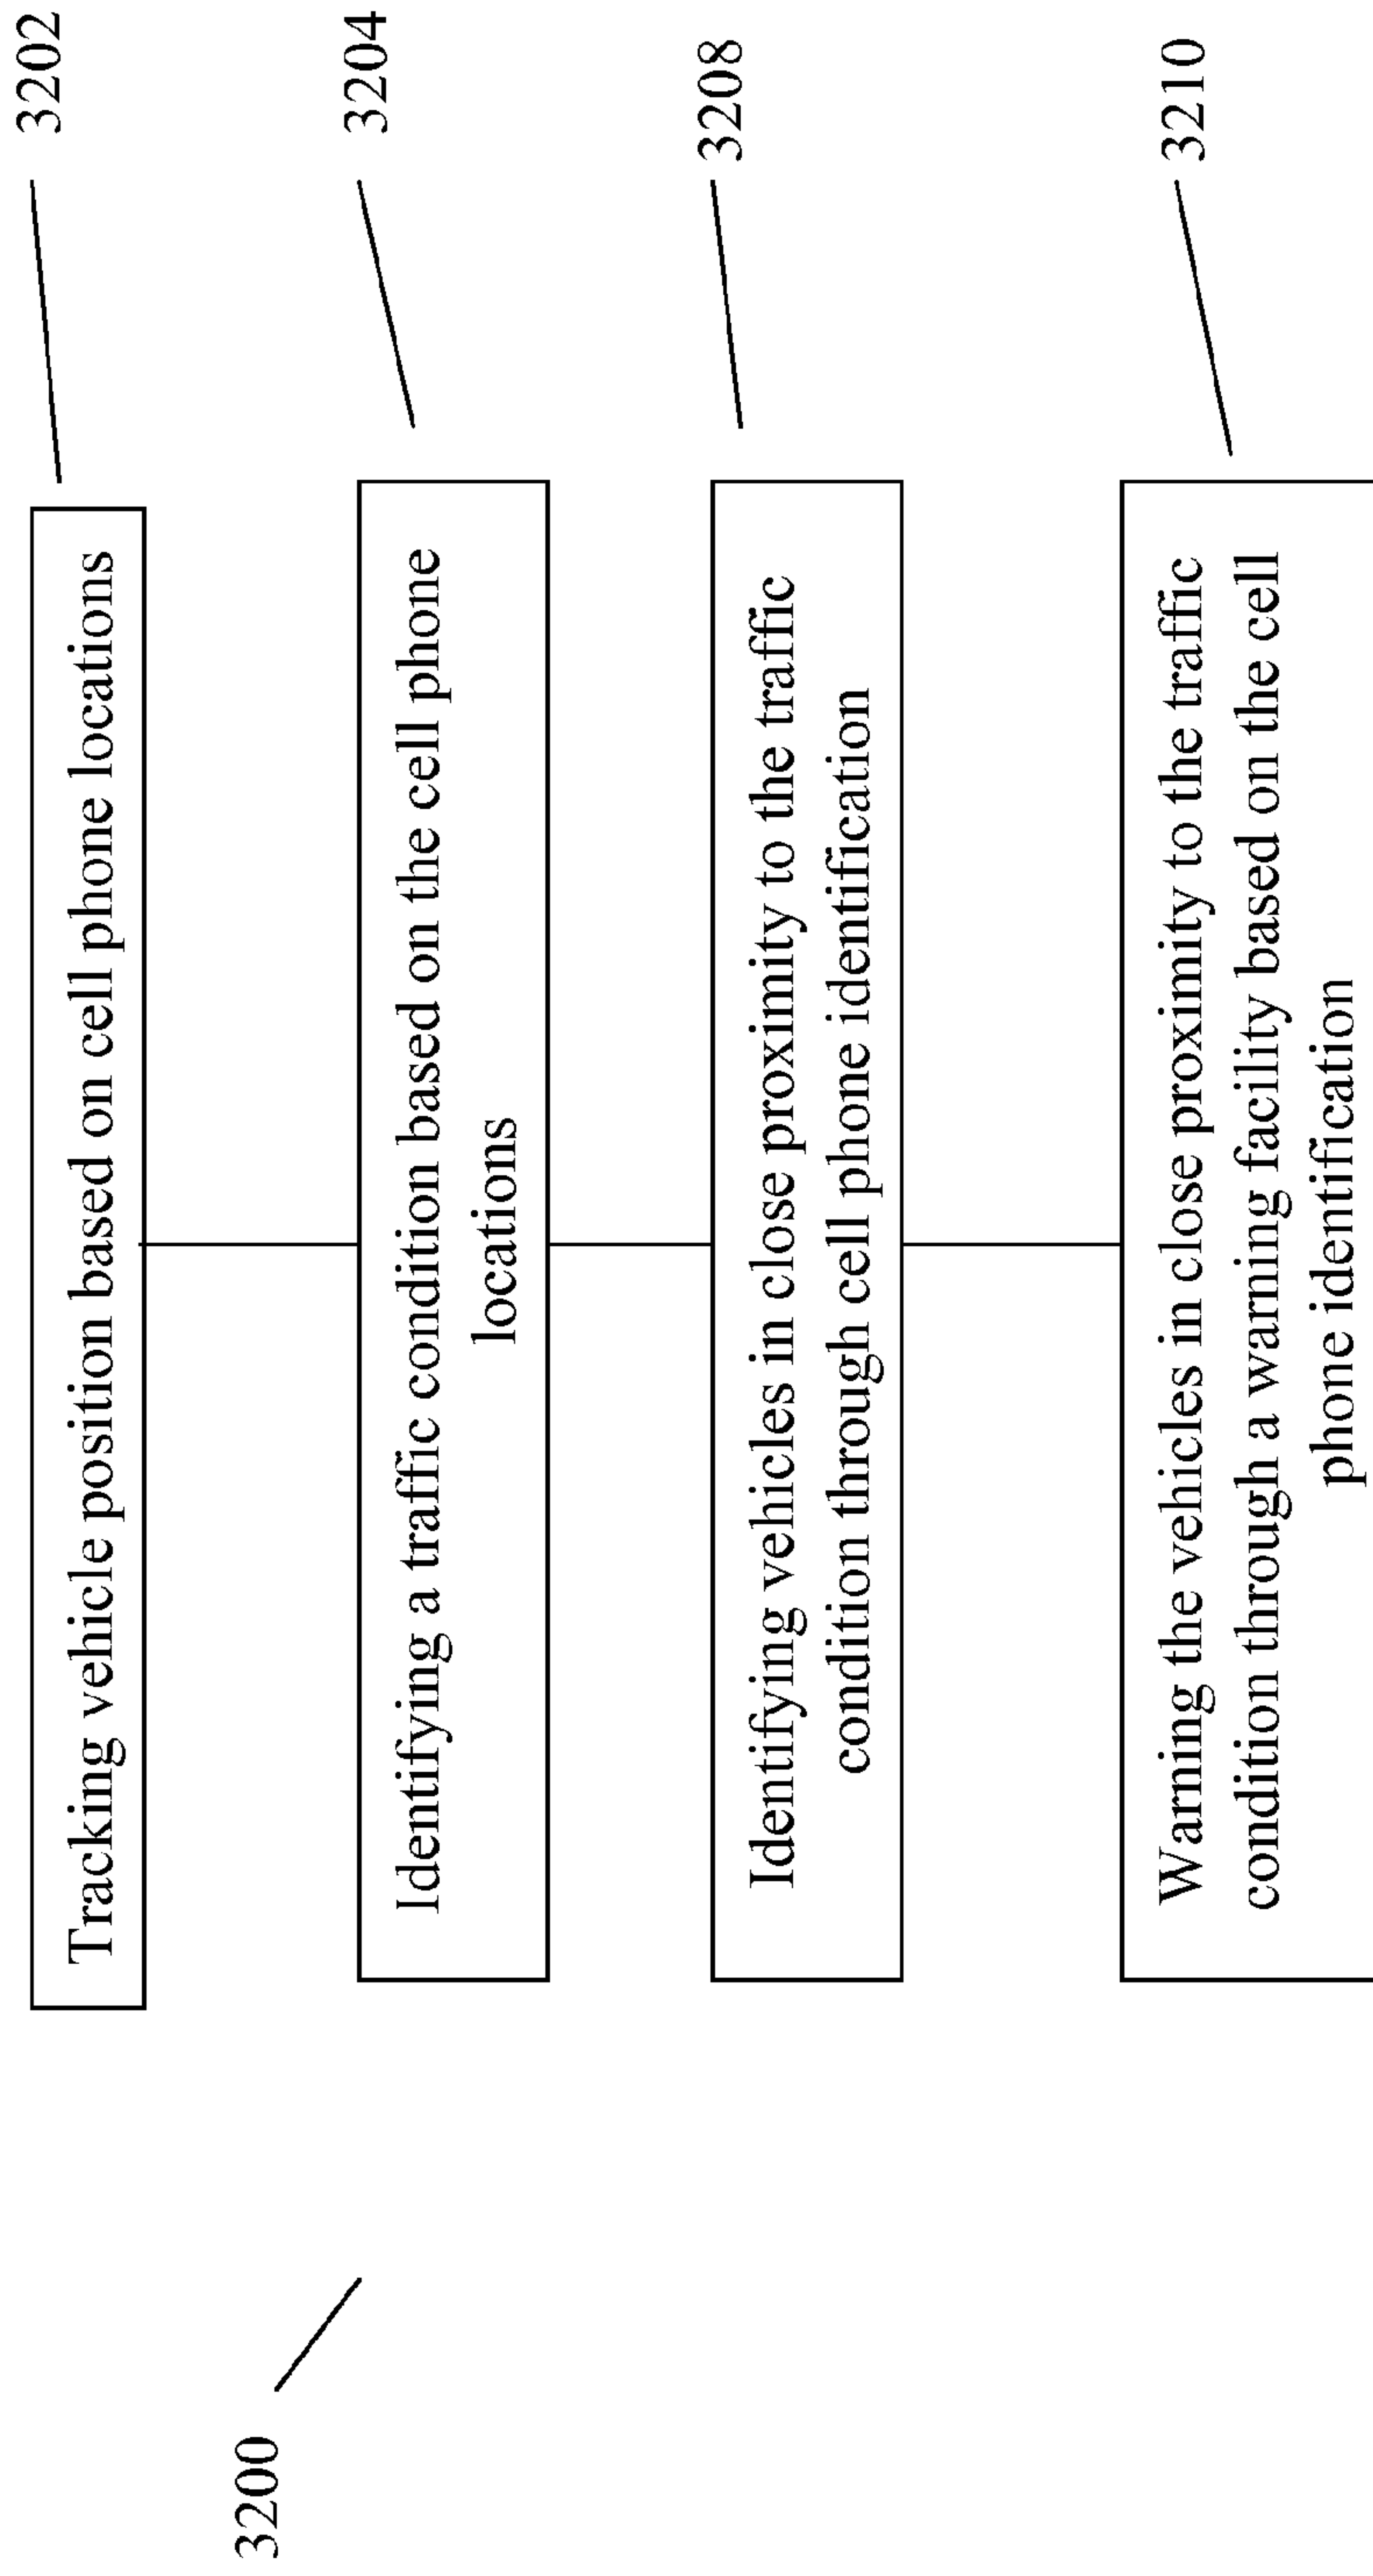 3202
Tracking vehicle position based on cell phone locations
3200
3204
Identifying a traffic condition based on the cell phone
locations
3208
Identifying vehicles in close proximity to the traffic
condition through cell phone identification
3210
Warning the vehicles in close proximity to the traffic
condition through a warning facility based on the cell
phone identification